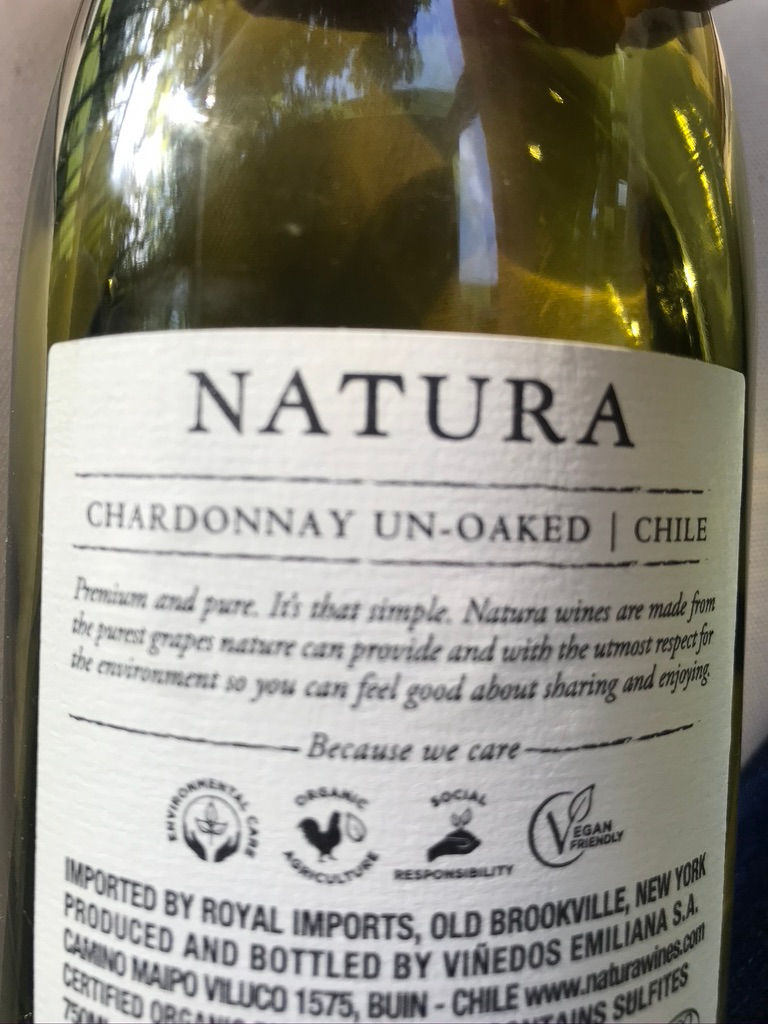 NATURA
CHARDONNAY UN-OAKED | CHILE
Premium and pure. It's that simple. Natura wines are made from
the purest grapes nature can provide and with the utmost respect for
the environment so you can feel good about sharing and enjoying.
Because we care
ENVIRONMENTAL CARE
ORGANIC AGRICULTURE
SOCIAL RESPONSIBILITY
VEGAN FRIENDLY
IMPORTED BY ROYAL IMPORTS, OLD BROOKVILLE, NEW YORK
PRODUCED AND BOTTLED BY VIÑEDOS EMILIANA S.A.
CAMINO MAIPO VILUCO 1575, BUIN - CHILE www.naturawines.com
CERTIFIED ORGANIC CONTAINS SULFITES
750ML